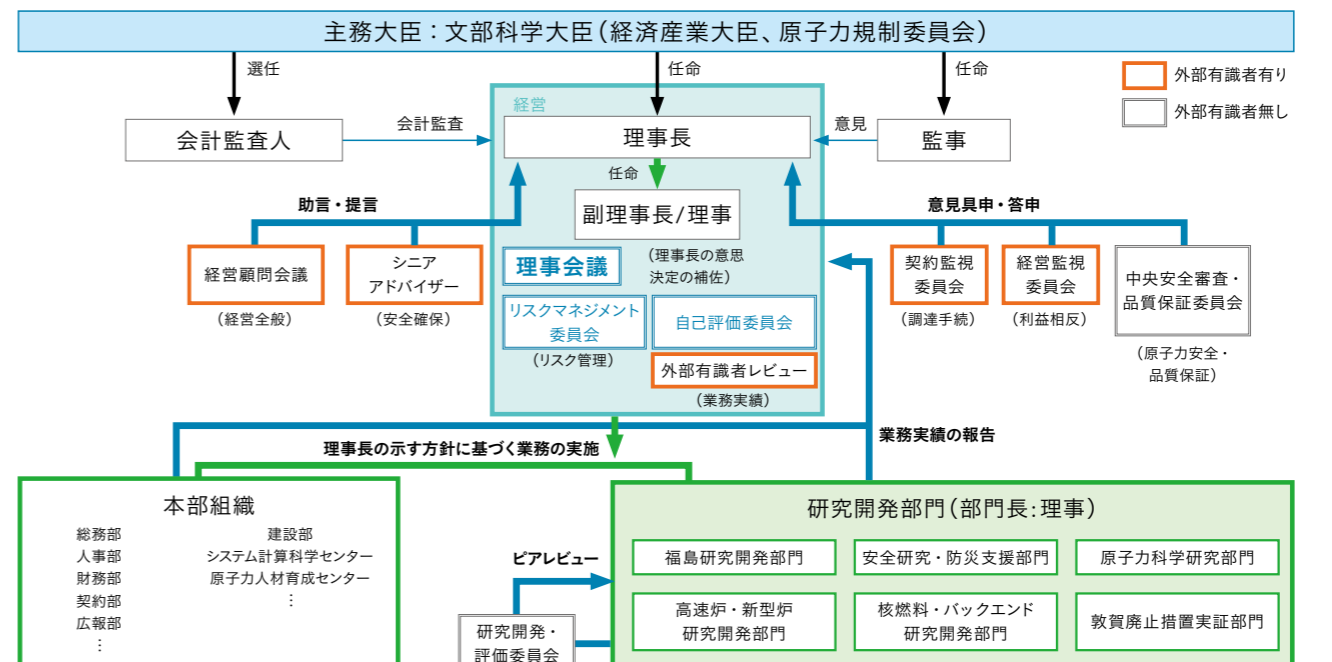 主務大臣：文部科学大臣（経済産業大臣、原子力規制委員会）
選任
任命
任命
外部有識者有り
外部有識者無し
経営
会計監査人
会計監査
理事長
意見
監事
任命
助言・提言
副理事長/理事
意見具申・答申
理事会議
（理事長の意思
決定の補佐）
経営顧問会議
（経営全般）
シニア
アドバイザー
（安全確保）
リスクマネジメント
委員会
（リスク管理）
自己評価委員会
外部有識者レビュー
（業務実績）
契約監視
委員会
（調達手続）
経営監視
委員会
（利益相反）
中央安全審査・
品質保証委員会
（原子力安全・
品質保証）
業務実績の報告
理事長の示す方針に基づく業務の実施
本部組織
総務部
人事部
財務部
契約部
広報部
⋮
建設部
システム計算科学センター
原子力人材育成センター
⋮
ピアレビュー
研究開発・
評価委員会
研究開発部門（部門長:理事）
福島研究開発部門
安全研究・防災支援部門
原子力科学研究部門
高速炉・新型炉
研究開発部門
核燃料・バックエンド
研究開発部門
敦賀廃止措置実証部門